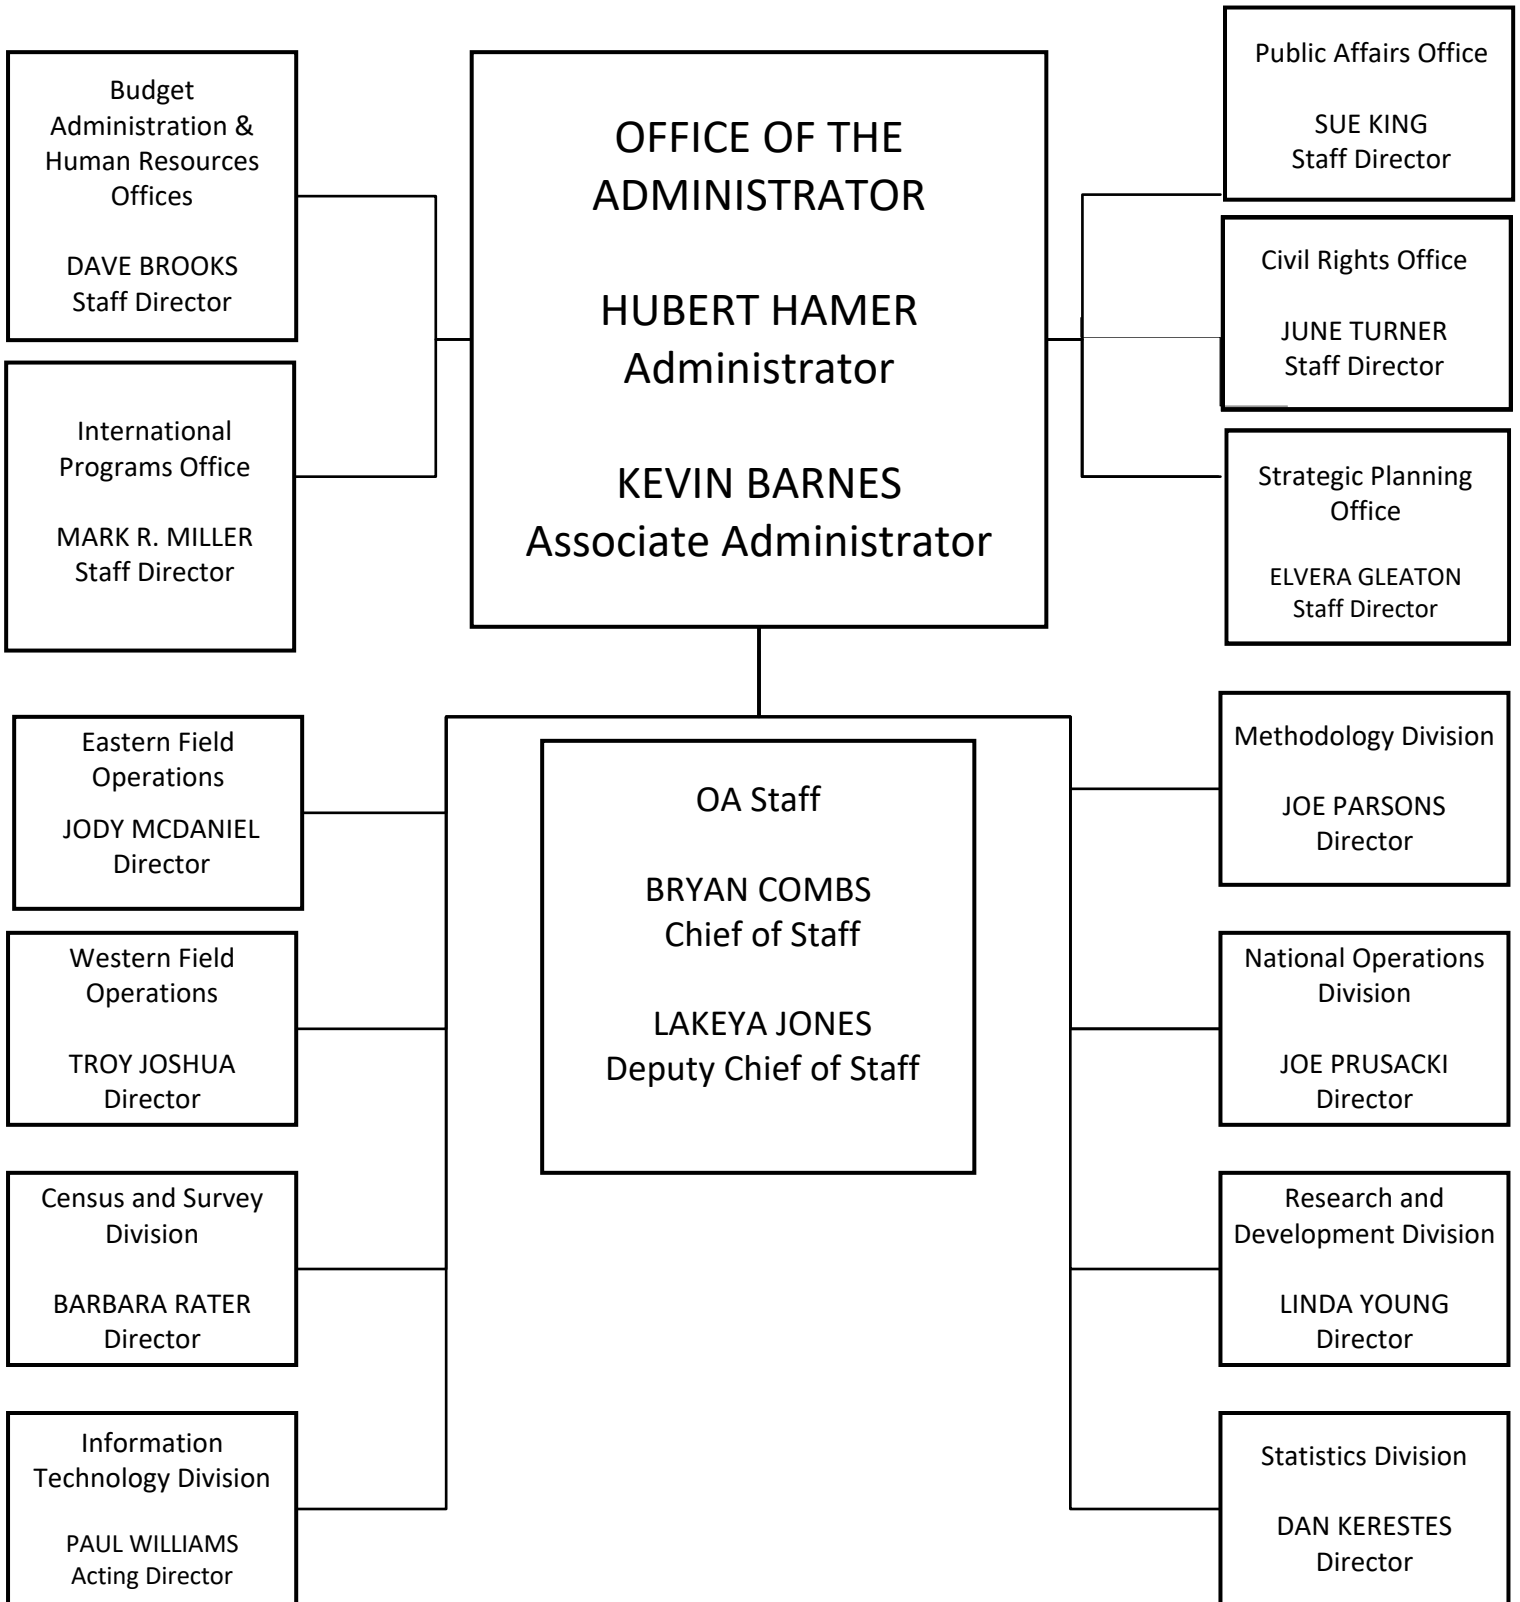 Budget
Administration &
Human Resources
Offices
DAVE BROOKS
Staff Director
OFFICE OF THE
ADMINISTRATOR
HUBERT HAMER
Administrator
KEVIN BARNES
Associate Administrator
Public Affairs Office
SUE KING
Staff Director
Civil Rights Office
JUNE TURNER
Staff Director
International
Programs Office
MARK R. MILLER
Staff Director
Strategic Planning
Office
ELVERA GLEATON
Staff Director
Eastern Field
Operations
JODY MCDANIEL
Director
OA Staff
BRYAN COMBS
Chief of Staff
LAKEYA JONES
Deputy Chief of Staff
Methodology Division
JOE PARSONS
Director
Western Field
Operations
TROY JOSHUA
Director
National Operations
Division
JOE PRUSACKI
Director
Census and Survey
Division
BARBARA RATER
Director
Research and
Development Division
LINDA YOUNG
Director
Information
Technology Division
PAUL WILLIAMS
Acting Director
Statistics Division
DAN KERESTES
Director